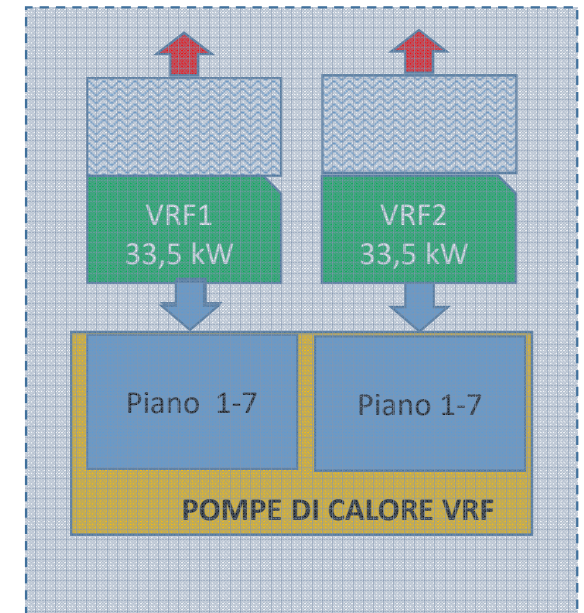 VRF1
33,5 kW
VRF2
33,5 kW
Piano 1-7
Piano 1-7
POMPE DI CALORE VRF